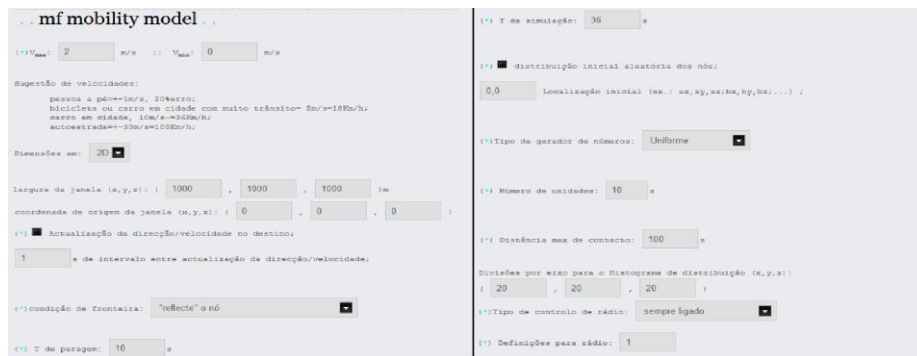 . . mf mobility model . .
(*)Vmax: 2 m/s :: Vmin: 0 m/s
Sugestão de velocidades:
pessoa a pé=+-1m/s, 20%erro;
bicicleta ou carro em cidade com muito trânsito= 5m/s=18Km/h;
carro em cidade, 10m/s-=36Km/h;
autoestrada=+-30m/s=108Km/h;
Dimensões em: 2D
largura da janela (x,y,z): ( 1000 , 1000 , 1000 )m
coordenada de origem da janela (x,y,z): ( 0 , 0 , 0 )
(*) Actualização da direcção/velocidade no destino;
1 s de intervalo entre actualização da direcção/velocidade;
(*)condição de fronteira: "reflecte" o nó
(*) T de paragem: 10 s
(*) T da simulação: 36 s
(*) distribuição inicial aleatória dos nós;
0,0 Localização inicial (ex.: ax,ay,az;bx,by,bz;...) ;
(*)Tipo de gerador de números: Uniforme
(*) Número de unidades: 10 s
(*) Distância max de contacto: 100 s
Divisões por eixo para o Histograma de distribuição (x,y,z):
( 20 , 20 , 20 )
(*)Tipo de controlo de rádio: sempre ligado
(*) Definições para rádio: 1